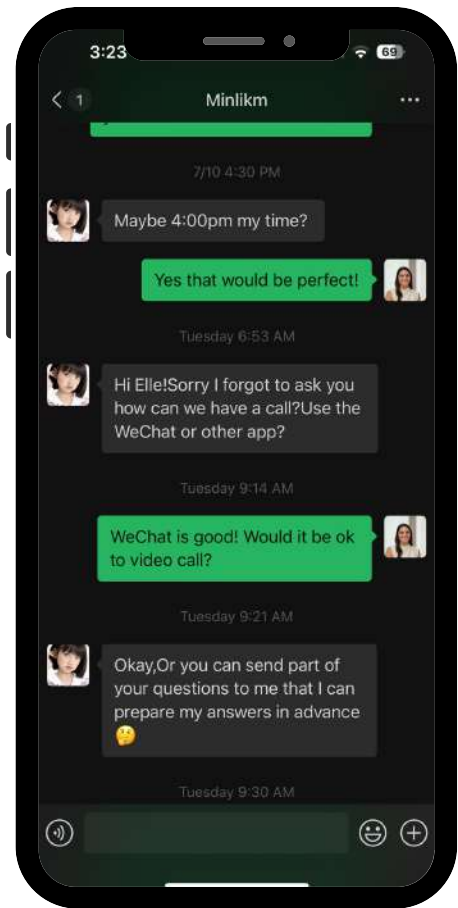 3:23
69
1
Minlikm
7/10 4:30 PM
Maybe 4:00pm my time?
Yes that would be perfect!
Tuesday 6:53 AM
Hi Elle!Sorry I forgot to ask you
how can we have a call?Use the
WeChat or other app?
Tuesday 9:14 AM
WeChat is good! Would it be ok
to video call?
Tuesday 9:21 AM
Okay,Or you can send part of
your questions to me that I can
prepare my answers in advance
🤔
Tuesday 9:30 AM